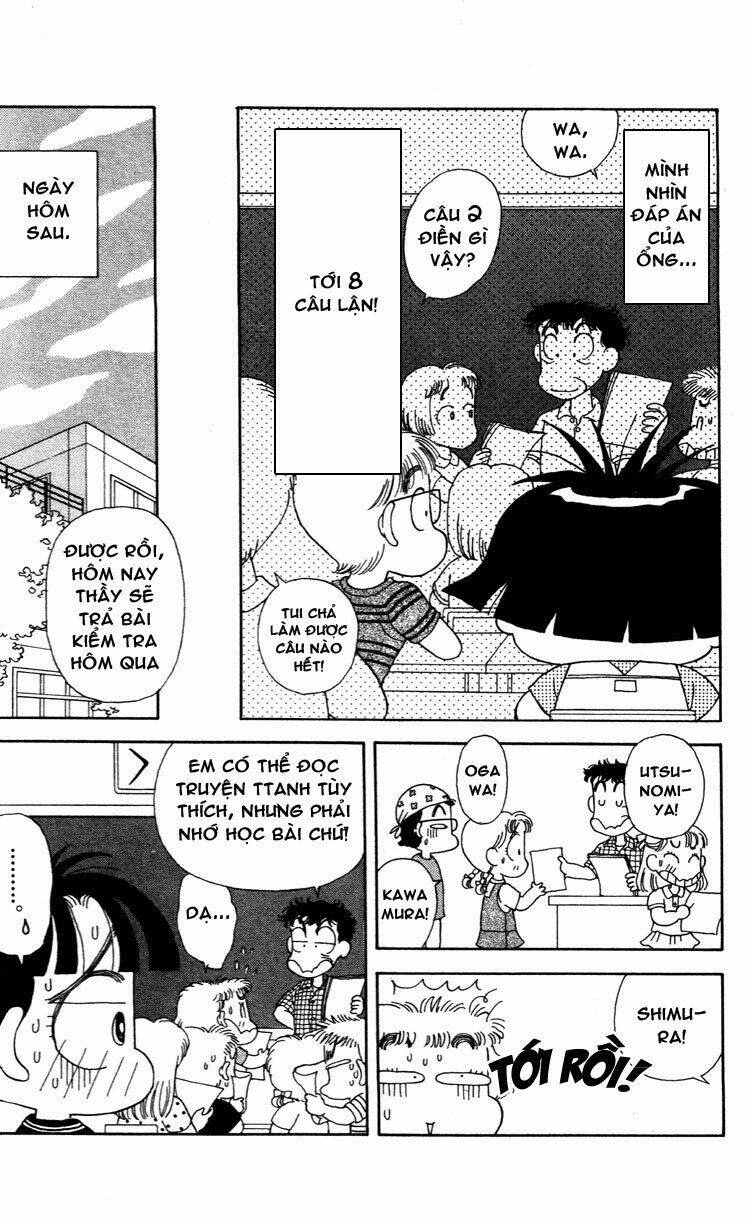 WA,
WA.
MÌNH
NHÌN
ĐÁP ÁN
CỦA
ỔNG...
CÂU 2
ĐIỀN GÌ
VẬY?
TỚI 8
CÂU LẬN!
TUI CHẢ
LÀM ĐƯỢC
CÂU NÀO
HẾT!
NGÀY
HÔM
SAU.
ĐƯỢC RỒI,
HÔM NAY
THẦY SẼ
TRẢ BÀI
KIỂM TRA
HÔM QUA
UTSU-
NOMI-
YA!
OGA
WA!
KAWA
MURA!
SHIMU-
RA!
TỚI RỒI!
EM CÓ THỂ ĐỌC
TRUYỆN TTANH TÙY
THÍCH, NHƯNG PHẢI
NHỚ HỌC BÀI CHỨ!
DẠ...
.........